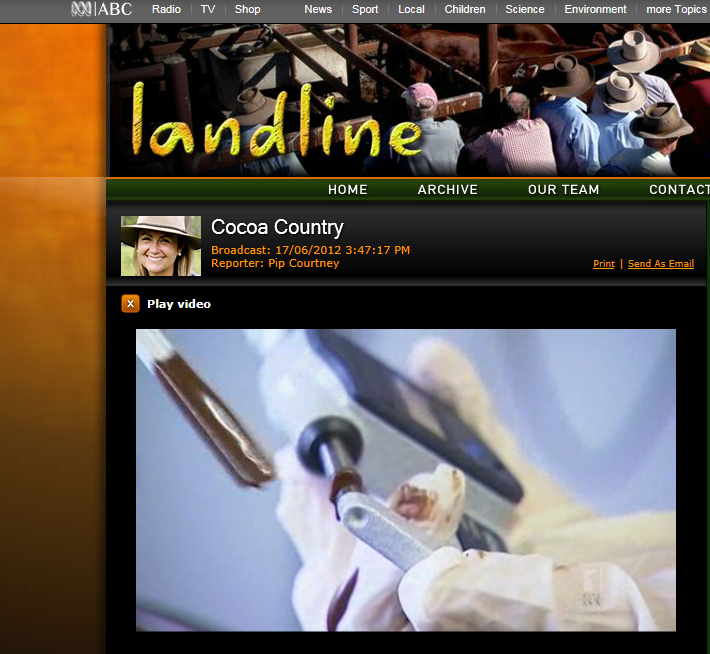 ABC Radio TV Shop News Sport Local Children Science Environment more Topics
landline
HOME ARCHIVE OUR TEAM CONTACT
Cocoa Country
Broadcast: 17/06/2012 3:47:17 PM
Reporter: Pip Courtney
Print | Send As Email
x Play video